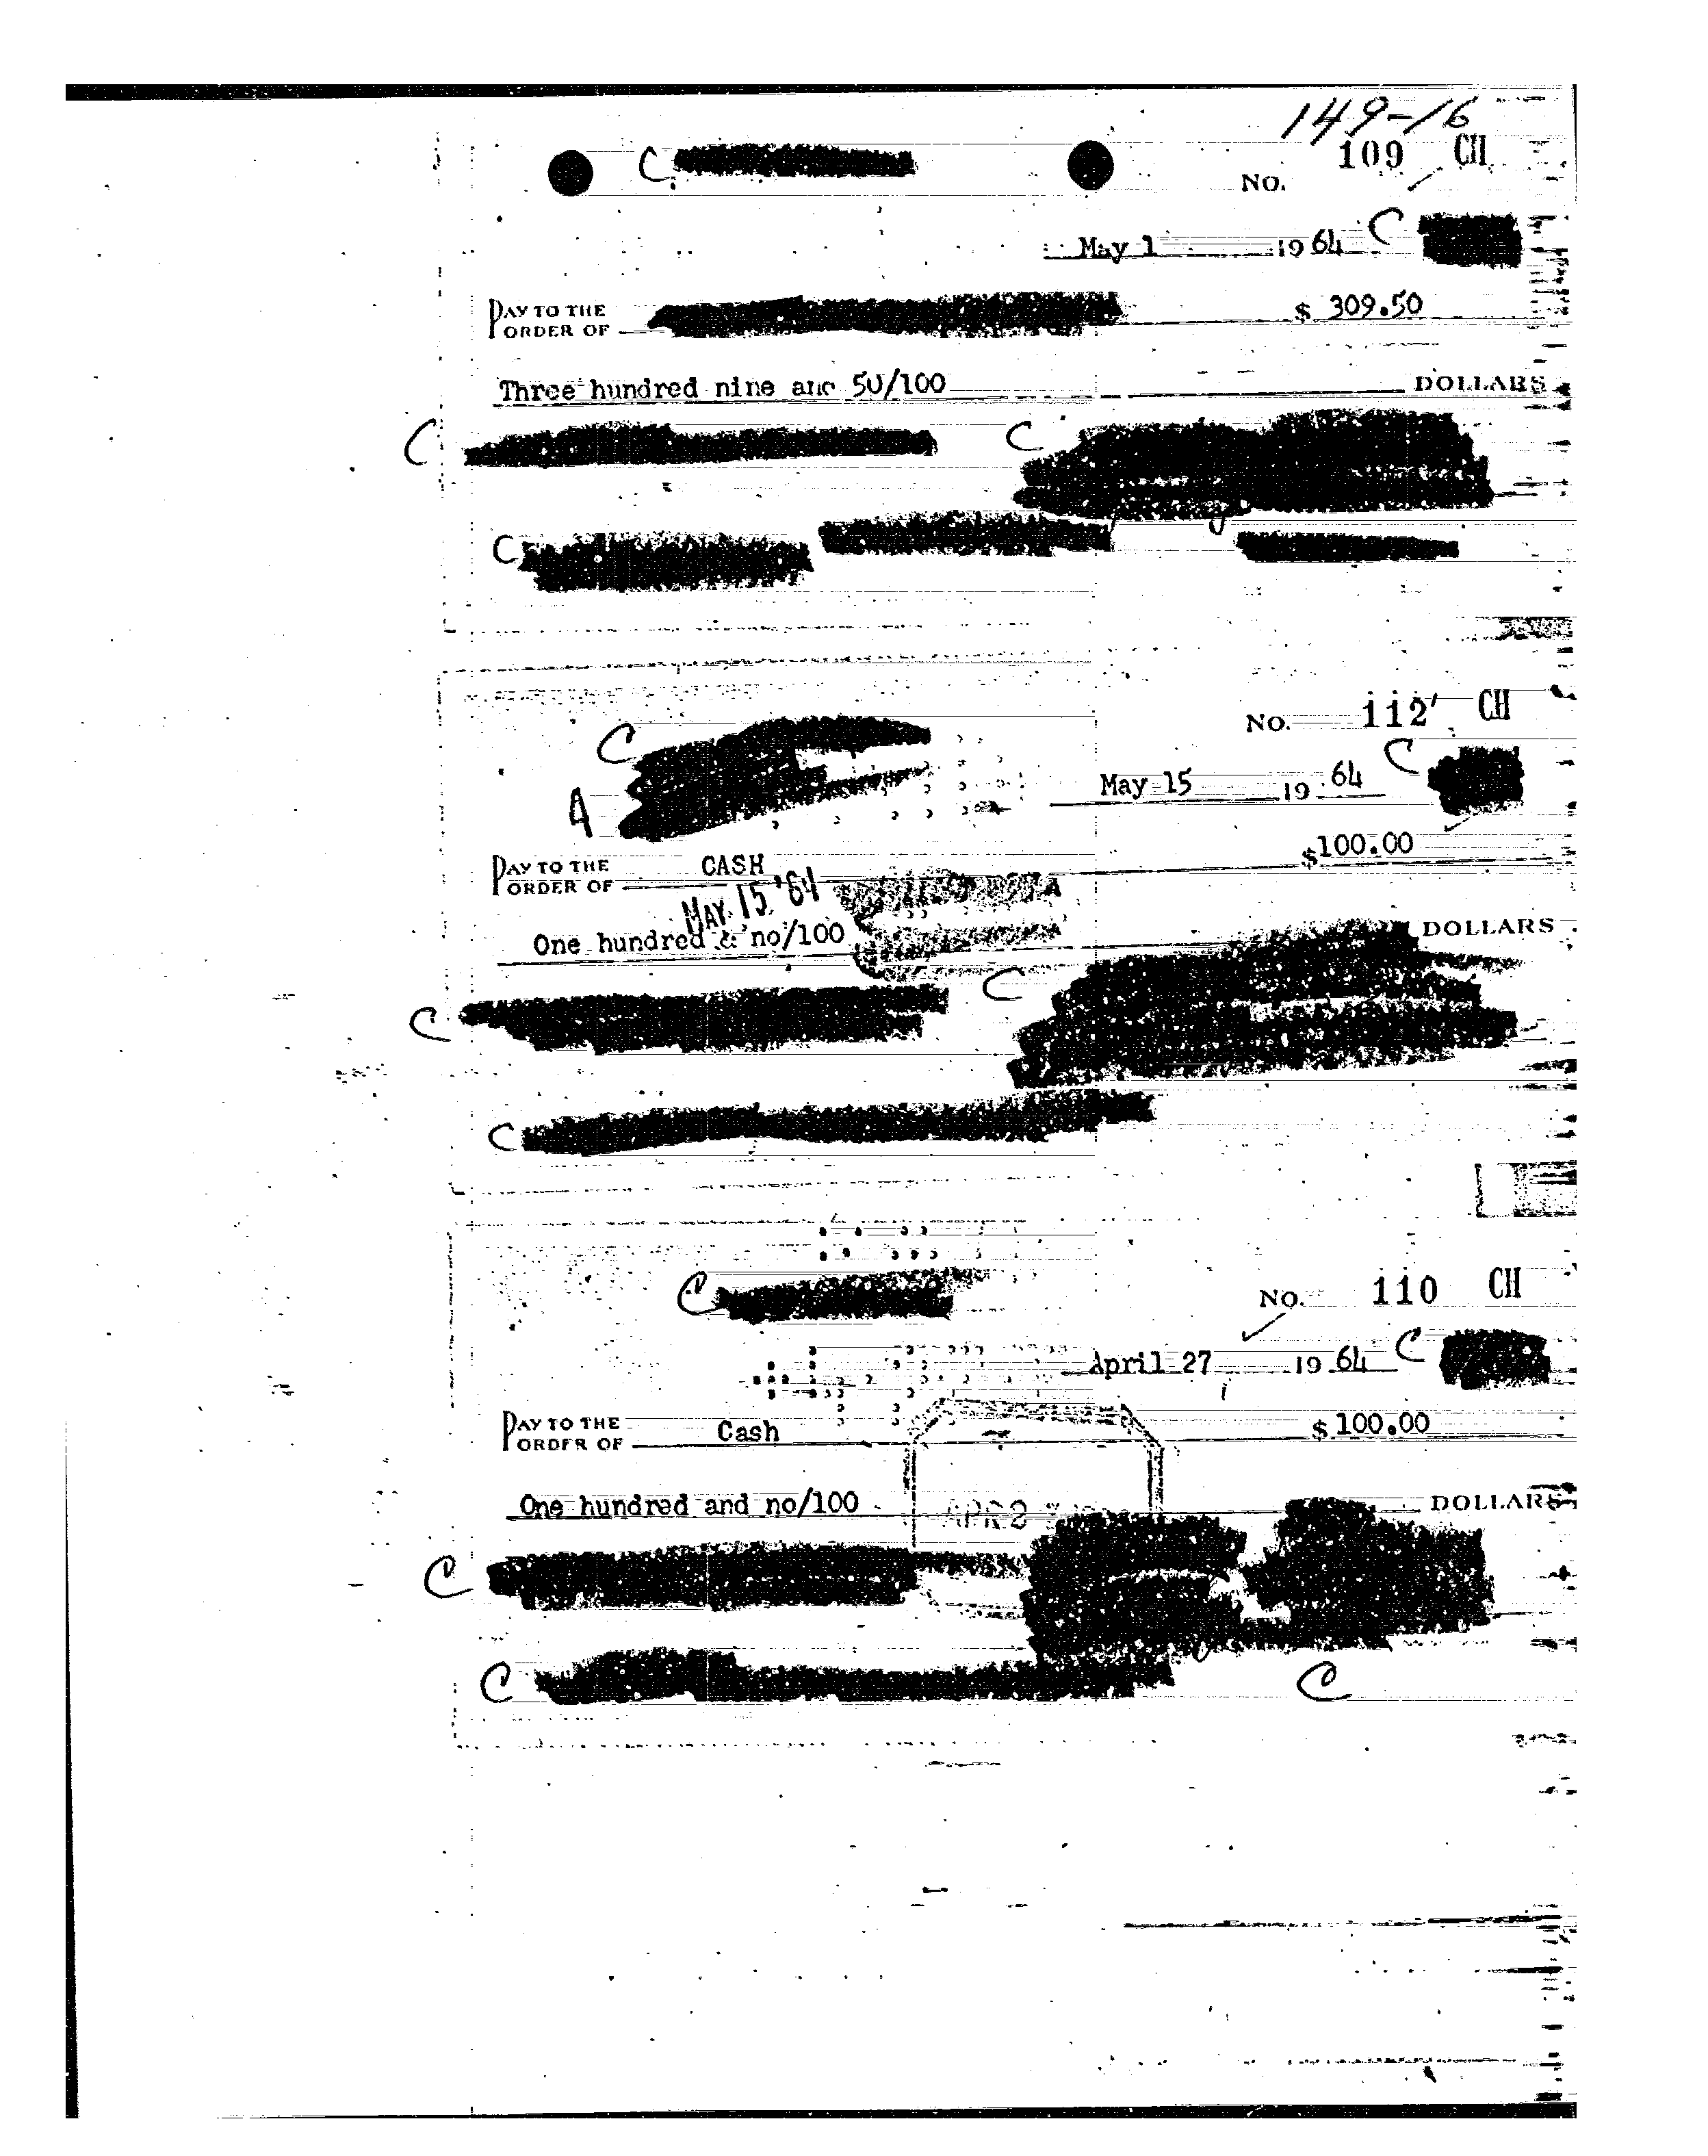 149-16
C
109 CH
No.
May 1 19 64 C
PAY TO THE
ORDER OF $ 309.50
Three hundred nine and 50/100 DOLLARS
C C
C
No. 112 CH
C
May 15 19 64 C
A
$100.00
PAY TO THE
ORDER OF CASH
MAY 15 '64
One hundred & no/100 DOLLARS
C C
C
No. 110 CH
C
April 27 19 64 C
PAY TO THE
ORDER OF Cash $ 100.00
One hundred and no/100 DOLLARS
APR 2
C
C C